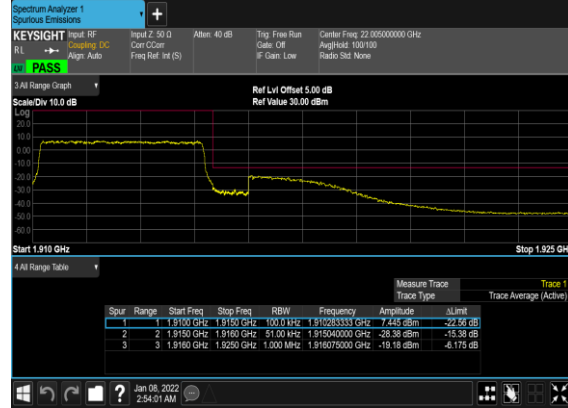 Spectrum Analyzer 1
Spurious Emissions
+
KEYSIGHT Input: RF Input Z: 50 Ω Atten: 40 dB Trig: Free Run Center Freq: 22.005000000 GHz
RL Coupling: DC Corr CCorr Gate: Off Avg|Hold: 100/100
Align: Auto Freq Ref: Int (S) IF Gain: Low Radio Std: None
PASS
3 All Range Graph
Ref Lvl Offset 5.00 dB
Scale/Div 10.0 dB Ref Value 30.00 dBm
Log
20.0
10.0
0.00
-10.0
-20.0
-30.0
-40.0
-50.0
-60.0
Start 1.910 GHz Stop 1.925 GH
4 All Range Table
Measure Trace Trace 1
Trace Type Trace Average (Active)
Spur Range Start Freq Stop Freq RBW Frequency Amplitude ΔLimit
1 1 1.9100 GHz 1.9150 GHz 100.0 kHz 1.910283333 GHz 7.445 dBm -22.56 dB
2 2 1.9150 GHz 1.9160 GHz 51.00 kHz 1.915040000 GHz -28.38 dBm -15.38 dB
3 3 1.9160 GHz 1.9250 GHz 1.000 MHz 1.916075000 GHz -19.18 dBm -6.175 dB
? Jan 08, 2022
2:54:01 AM